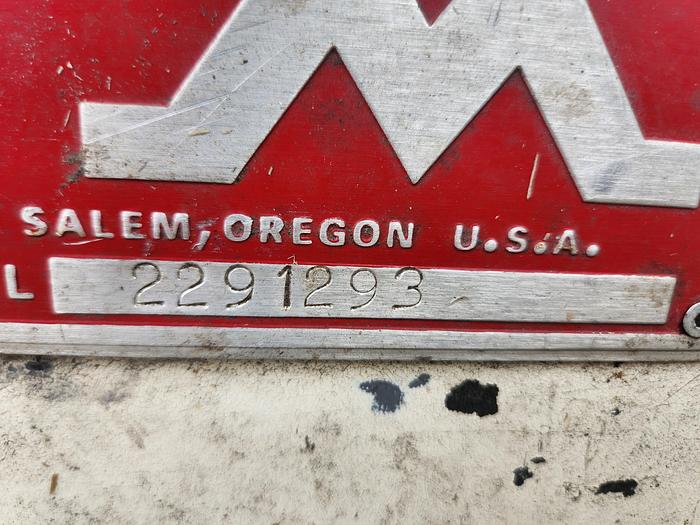 SALEM, OREGON U.S.A.
L 2291293